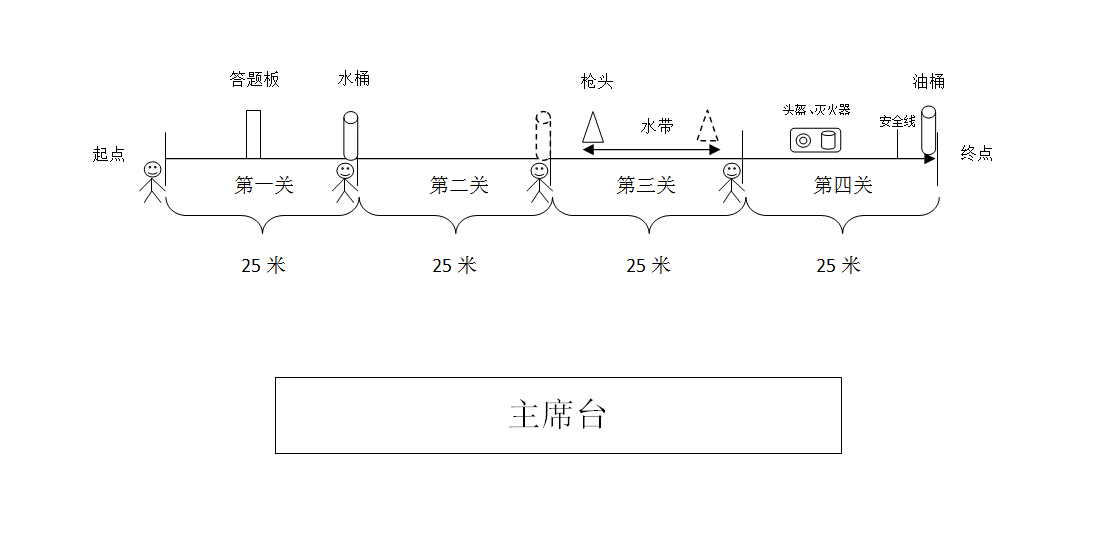 答题板
水桶
枪头
水带
头盔、灭火器
安全线
油桶
起点
终点
第一关
第二关
第三关
第四关
25 米
25 米
25 米
25 米
主席台